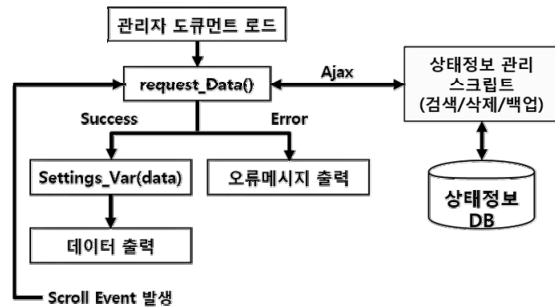 관리자 도큐먼트 로드
request_Data()
Ajax
상태정보 관리
스크립트
(검색/삭제/백업)
Success
Error
Settings_Var(data)
오류메시지 출력
상태정보
DB
데이터 출력
Scroll Event 발생